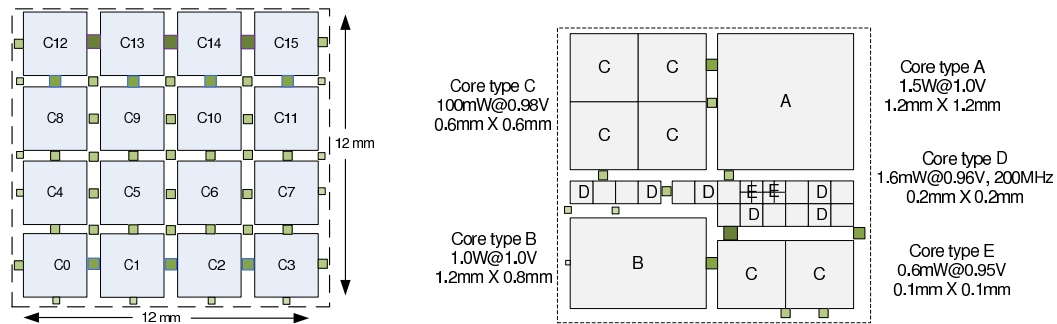 C12 C13 C14 C15
C8 C9 C10 C11
C4 C5 C6 C7
C0 C1 C2 C3
12 mm
12 mm
Core type C
100mW@0.98V
0.6mm X 0.6mm
Core type B
1.0W@1.0V
1.2mm X 0.8mm
C C
C C
A
D D D E E D
D D
B
C C
Core type A
1.5W@1.0V
1.2mm X 1.2mm
Core type D
1.6mW@0.96V, 200MHz
0.2mm X 0.2mm
Core type E
0.6mW@0.95V
0.1mm X 0.1mm